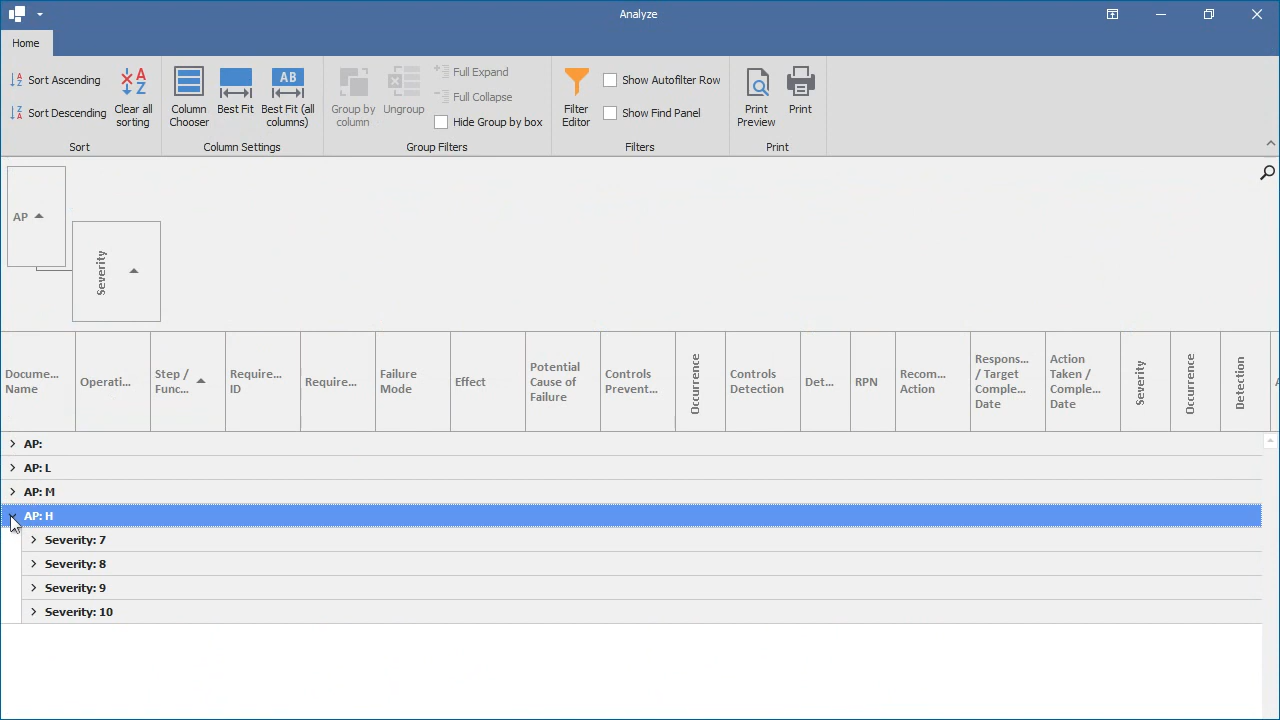 Analyze
Home
Sort Ascending
Sort Descending
Clear all
sorting
Sort
Column
Chooser
Best Fit
Best Fit (all
columns)
Column Settings
Group by
column
Ungroup
Full Expand
Full Collapse
Hide Group by box
Group Filters
Filter
Editor
Show Autofilter Row
Show Find Panel
Filters
Print
Preview
Print
Print
AP
Severity
Docume...
Name
Operati...
Step /
Func...
Require...
ID
Require...
Failure
Mode
Effect
Potential
Cause of
Failure
Controls
Prevent...
Occurrence
Controls
Detection
Det...
RPN
Recom...
Action
Respons...
/ Target
Comple...
Date
Action
Taken /
Comple...
Date
Severity
Occurrence
Detection
AP:
AP: L
AP: M
AP: H
Severity: 7
Severity: 8
Severity: 9
Severity: 10